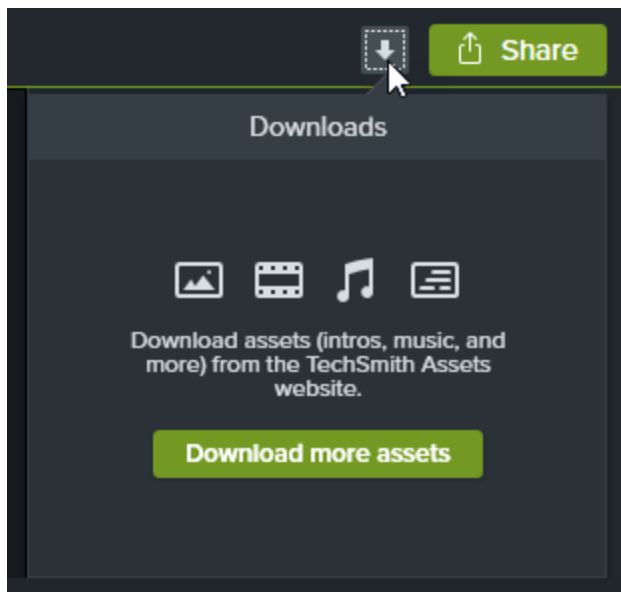 Share
Downloads
Download assets (intros, music, and
more) from the TechSmith Assets
website.
Download more assets